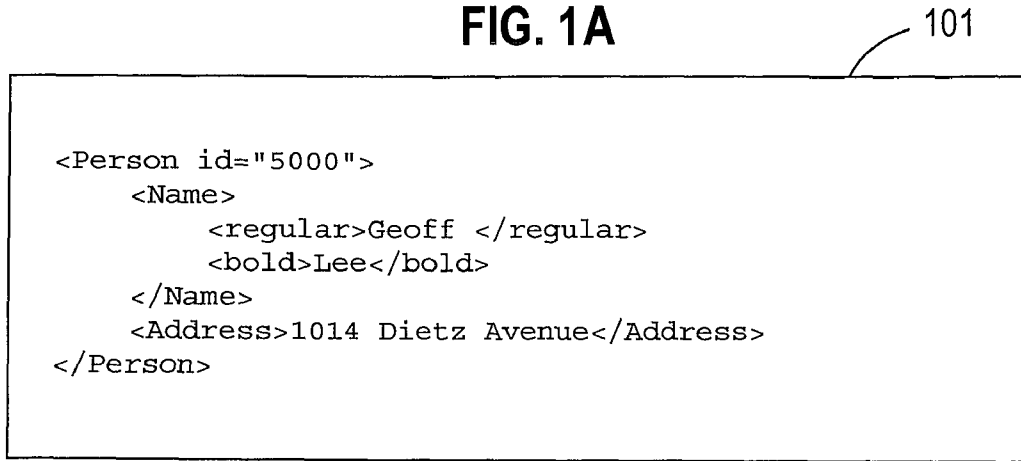 FIG. 1A
101
<Person id="5000">
<Name>
<regular>Geoff </regular>
<bold>Lee</bold>
</Name>
<Address>1014 Dietz Avenue</Address>
</Person>